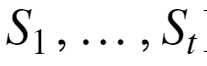 S₁ , … , Sₜ